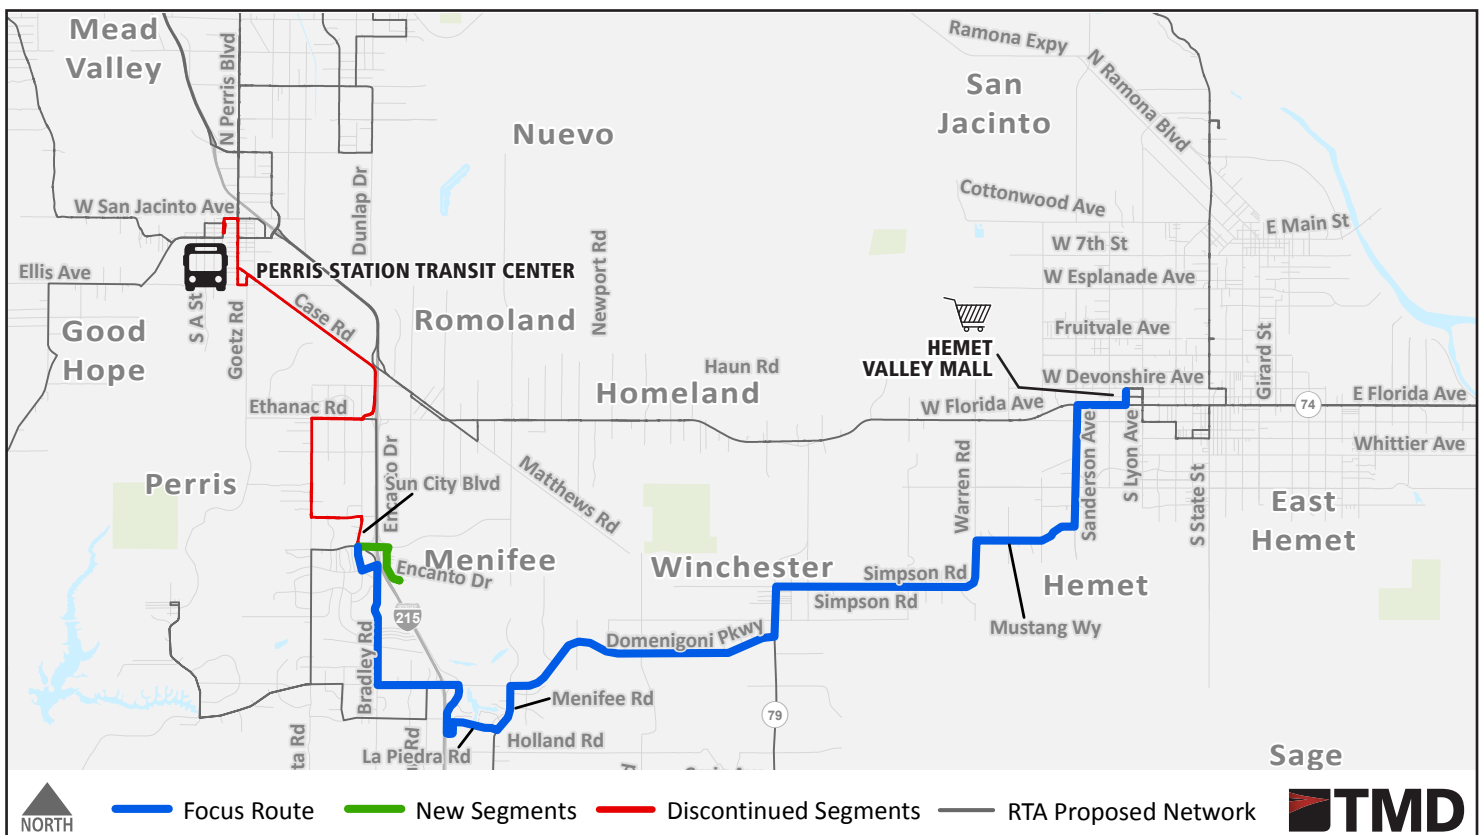 Mead
Valley
N Perris Blvd
Nuevo
San
Jacinto
Ramona Expy
N Ramona Blvd
W San Jacinto Ave
Dunlap Dr
Cottonwood Ave
E Main St
W 7th St
Ellis Ave
PERRIS STATION TRANSIT CENTER
W Esplanade Ave
Newport Rd
S A St
Goetz Rd
Case Rd
Good
Hope
Romoland
Fruitvale Ave
HEMET
VALLEY MALL
Girard St
Haun Rd
W Devonshire Ave
Homeland
Ethanac Rd
W Florida Ave
74
E Florida Ave
Whittier Ave
Encanto Dr
Sun City Blvd
Matthews Rd
Perris
Warren Rd
Sanderson Ave
S Lyon Ave
S State St
East
Hemet
Menifee
Encanto Dr
Winchester
Simpson Rd
Simpson Rd
Hemet
215
Bradley Rd
Domenigoni Pkwy
Mustang Wy
Menifee Rd
79
La Piedra Rd
Holland Rd
ta Rd
Rd
Sage
NORTH
Focus Route
New Segments
Discontinued Segments
RTA Proposed Network
TMD